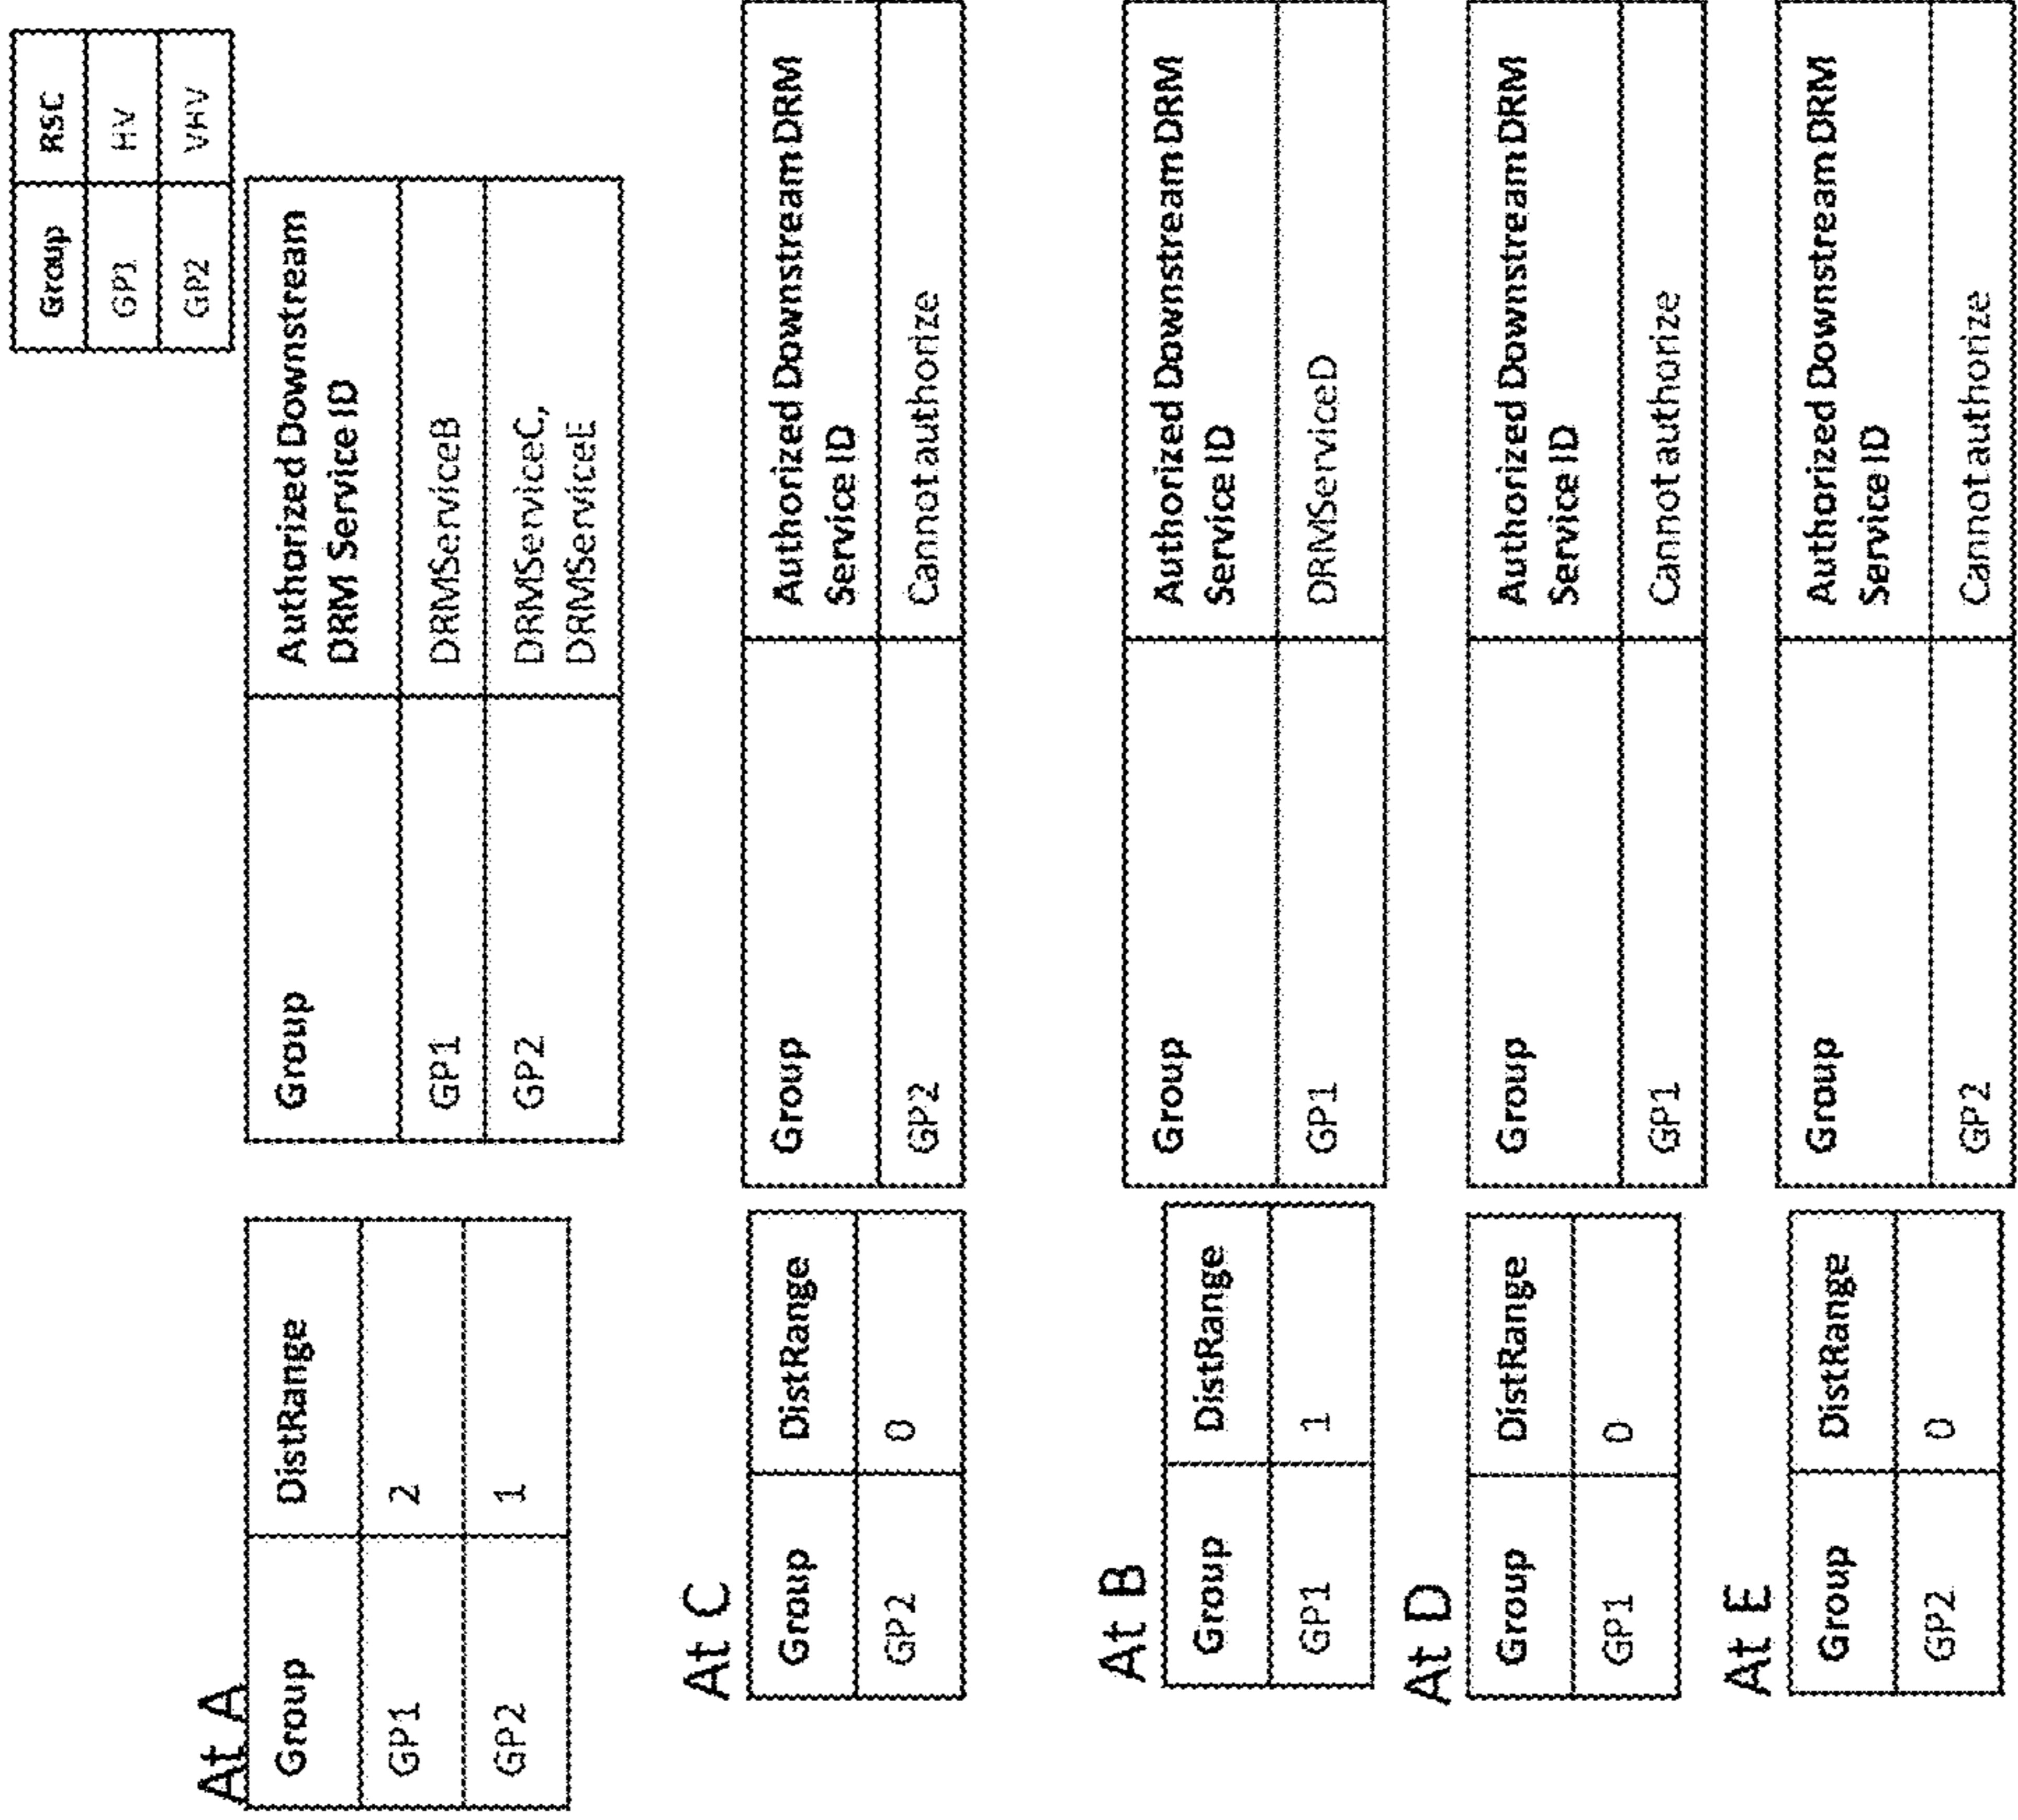 Group RSC
GP1 HV
GP2 VHV
At A
Group DistRange
GP1 2
GP2 1
Group Authorized Downstream
DRM Service ID
GP1 DRMServiceB
GP2 DRMServiceC,
DRMServiceE
At C
Group DistRange
GP2 0
Group Authorized Downstream DRM
Service ID
GP2 Cannot authorize
At B
Group DistRange
GP1 1
Group Authorized Downstream DRM
Service ID
GP1 DRMServiceD
At D
Group DistRange
GP1 0
Group Authorized Downstream DRM
Service ID
GP1 Cannot authorize
At E
Group DistRange
GP2 0
Group Authorized Downstream DRM
Service ID
GP2 Cannot authorize